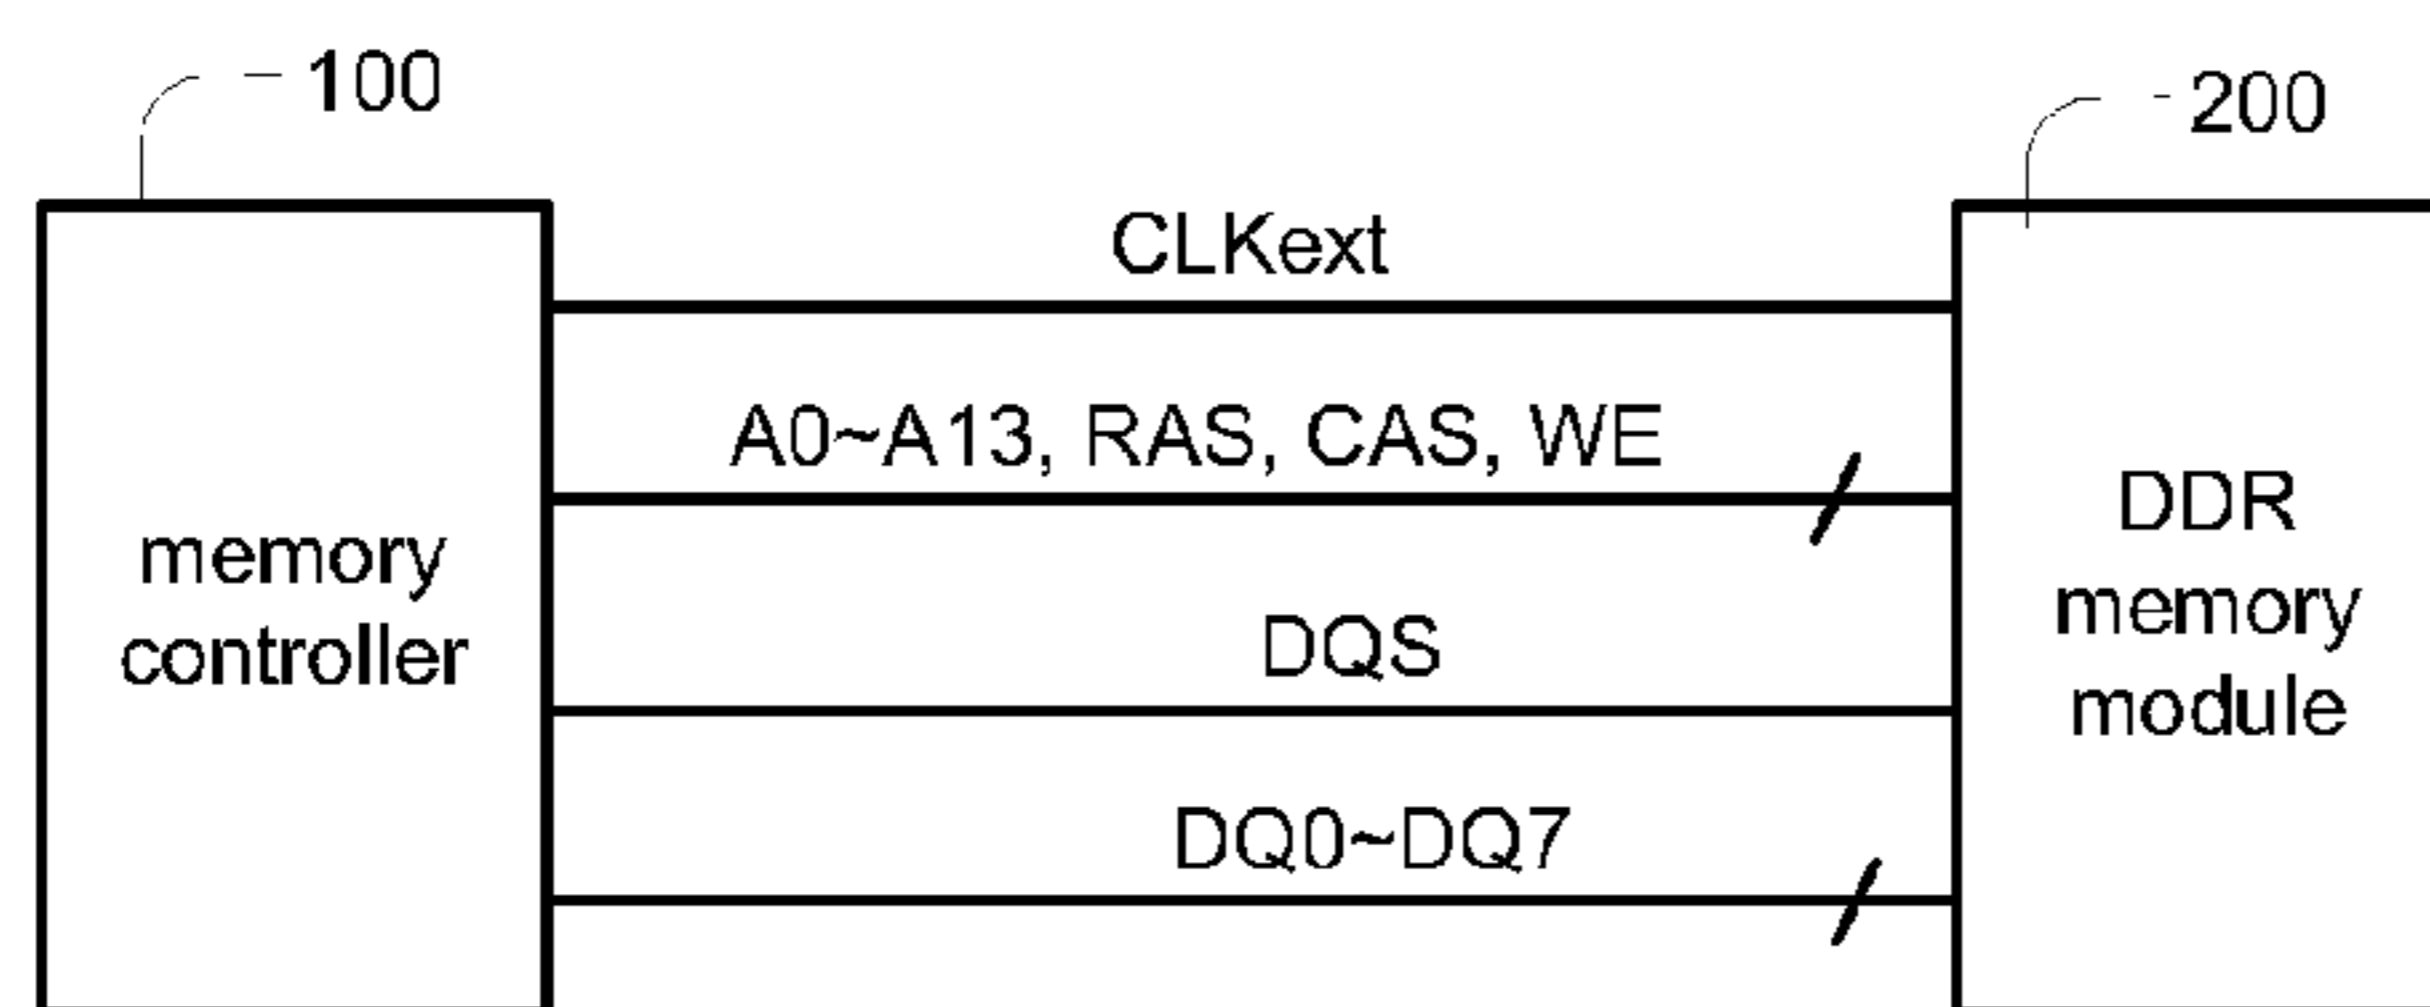 100
200
CLKext
A0~A13, RAS, CAS, WE
memory
controller
DQS
DQ0~DQ7
DDR
memory
module